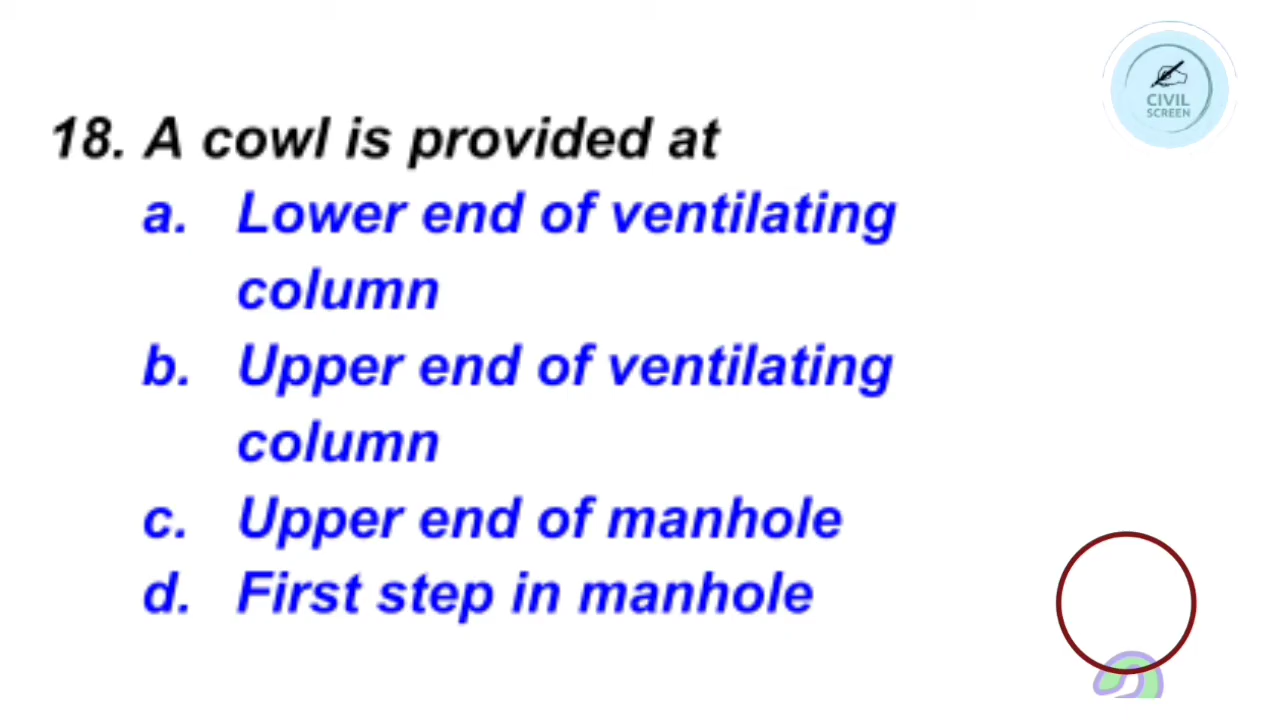 CIVIL
SCREEN
18. A cowl is provided at
a. Lower end of ventilating
column
b. Upper end of ventilating
column
c. Upper end of manhole
d. First step in manhole